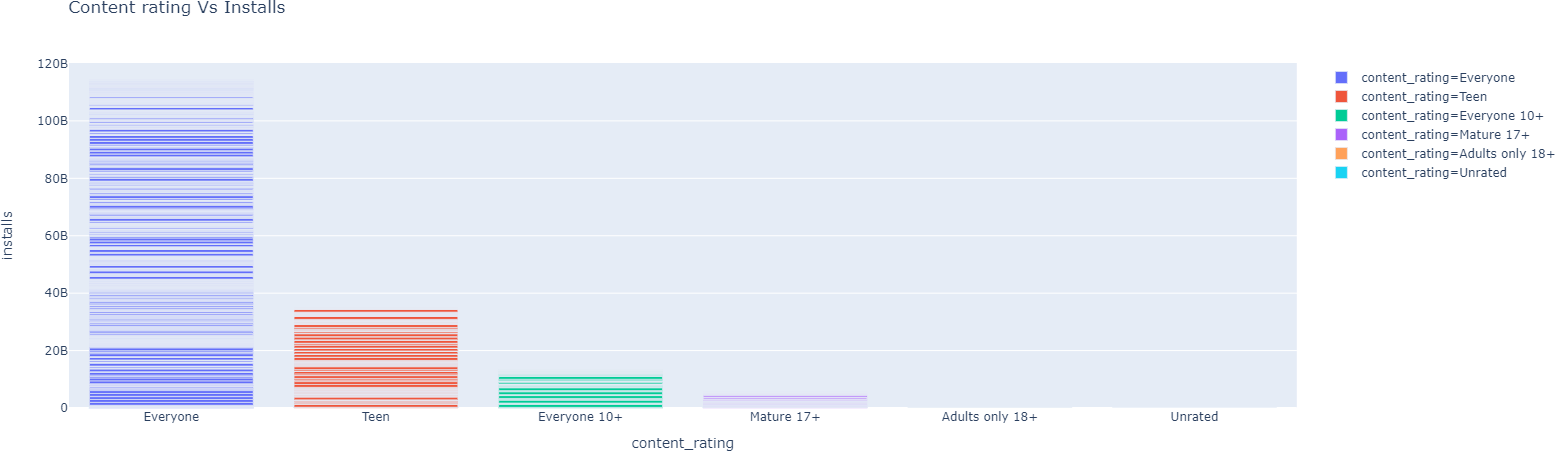 Content rating Vs Installs
120B
100B
80B
60B
40B
20B
0
installs
Everyone
Teen
Everyone 10+
Mature 17+
Adults only 18+
Unrated
content_rating
content_rating=Everyone
content_rating=Teen
content_rating=Everyone 10+
content_rating=Mature 17+
content_rating=Adults only 18+
content_rating=Unrated